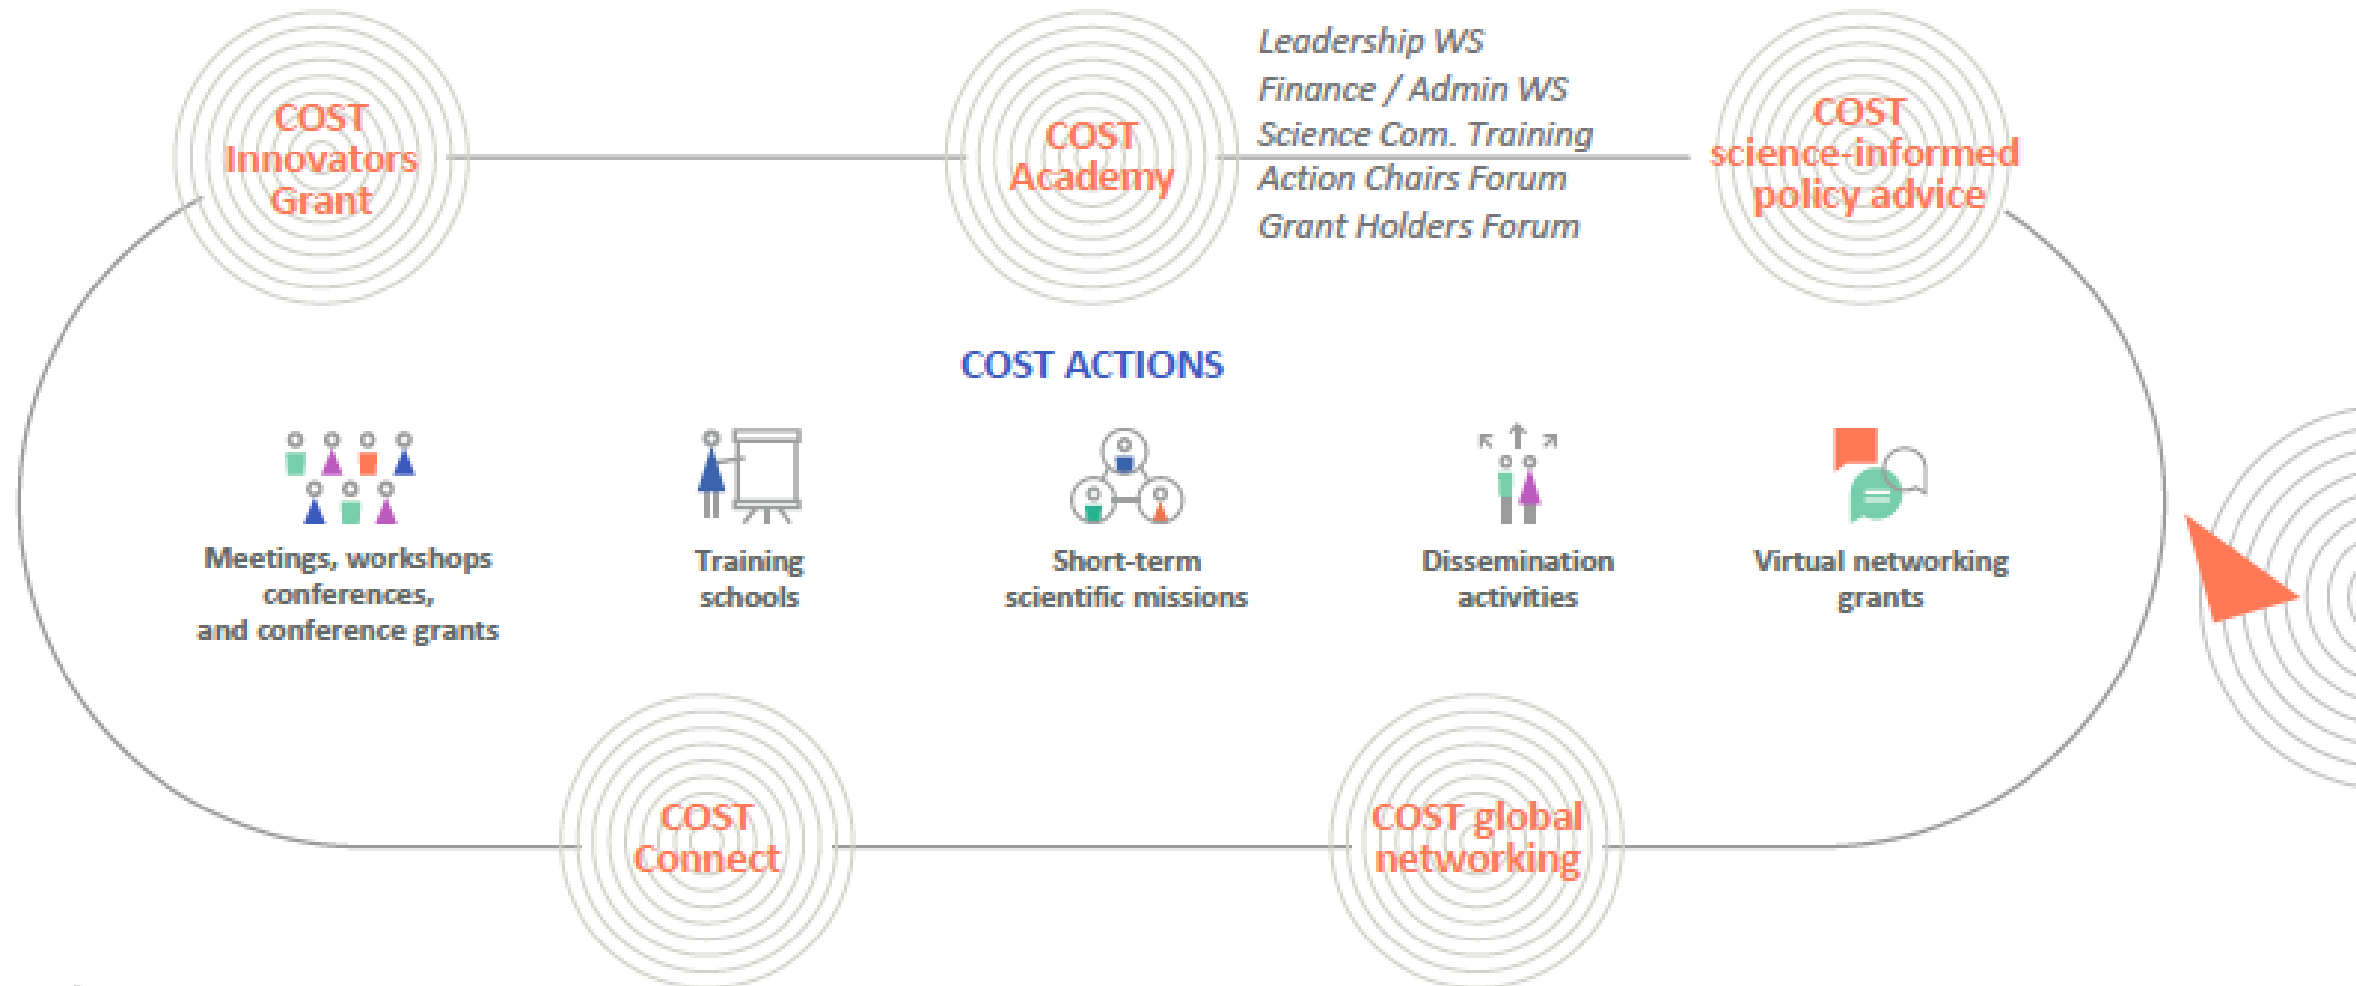 COST
Innovators
Grant
COST
Academy
Leadership WS
Finance / Admin WS
Science Com. Training
Action Chairs Forum
Grant Holders Forum
COST
science-informed
policy advice
COST ACTIONS
Meetings, workshops
conferences,
and conference grants
Training
schools
Short-term
scientific missions
Dissemination
activities
Virtual networking
grants
COST
Connect
COST global
networking